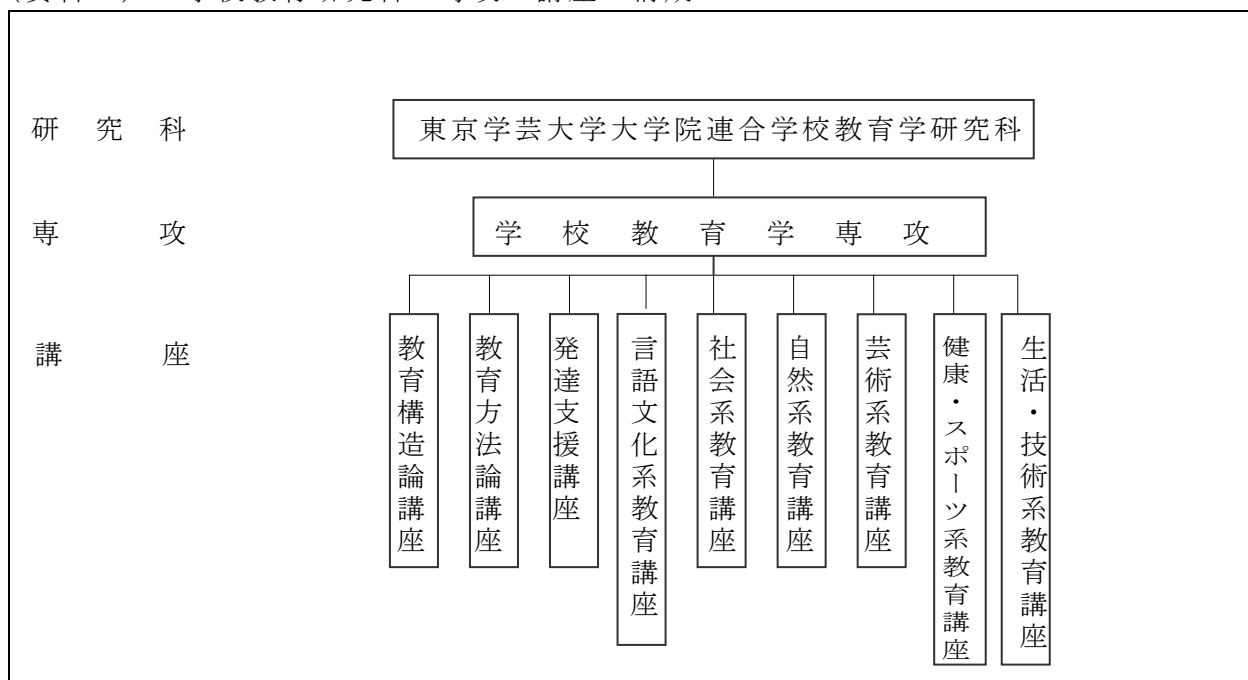 研究科
東京学芸大学大学院連合学校教育学研究科
専攻
学校教育学専攻
講座
教育構造論講座
教育方法論講座
発達支援講座
言語文化系教育講座
社会系教育講座
自然系教育講座
芸術系教育講座
健康・スポーツ系教育講座
生活・技術系教育講座